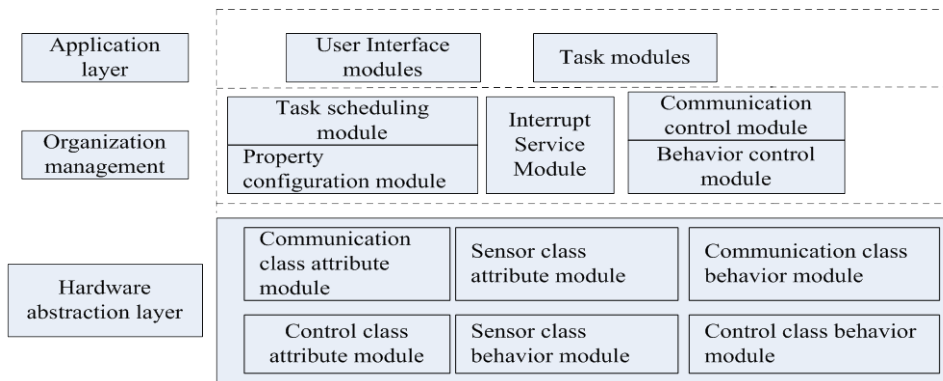 Application
layer
User Interface
modules
Task modules
Organization
management
Task scheduling
module
Property
configuration module
Interrupt
Service
Module
Communication
control module
Behavior control
module
Hardware
abstraction layer
Communication
class attribute
module
Sensor class
attribute module
Communication class
behavior module
Control class
attribute module
Sensor class
behavior module
Control class behavior
module